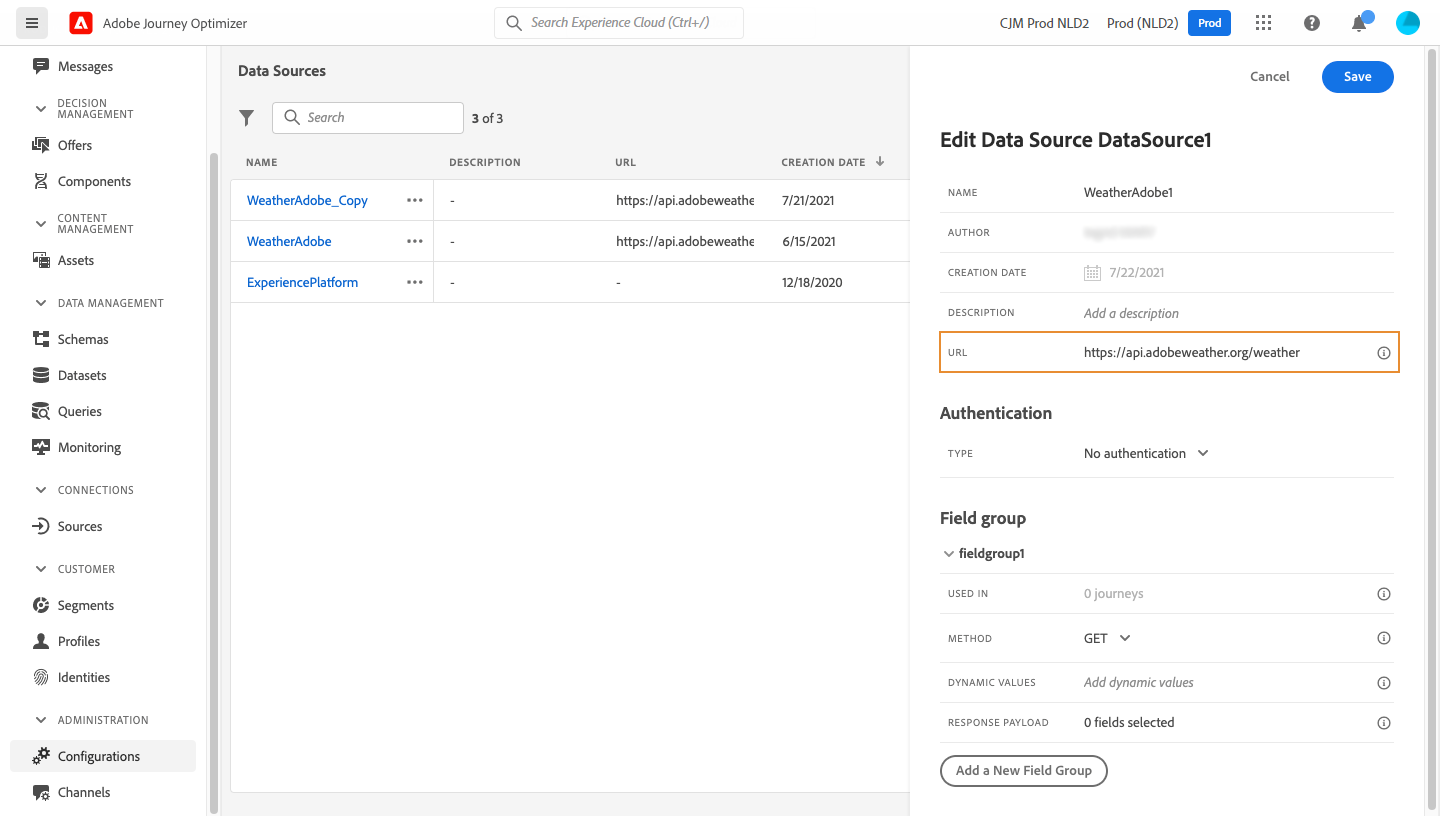 Adobe Journey Optimizer
Search Experience Cloud (Ctrl+/)
CJM Prod NLD2
Prod (NLD2)
Prod
Messages
DECISION
MANAGEMENT
Offers
Components
CONTENT
MANAGEMENT
Assets
DATA MANAGEMENT
Schemas
Datasets
Queries
Monitoring
CONNECTIONS
Sources
CUSTOMER
Segments
Profiles
Identities
ADMINISTRATION
Configurations
Channels
Data Sources
Search
3 of 3
NAME DESCRIPTION URL CREATION DATE
WeatherAdobe_Copy - https://api.adobeweathe 7/21/2021
WeatherAdobe - https://api.adobeweathe 6/15/2021
ExperiencePlatform - - 12/18/2020
Cancel
Save
Edit Data Source DataSource1
NAME WeatherAdobe1
AUTHOR
CREATION DATE 7/22/2021
DESCRIPTION Add a description
URL https://api.adobeweather.org/weather
Authentication
TYPE No authentication
Field group
fieldgroup1
USED IN 0 journeys
METHOD GET
DYNAMIC VALUES Add dynamic values
RESPONSE PAYLOAD 0 fields selected
Add a New Field Group